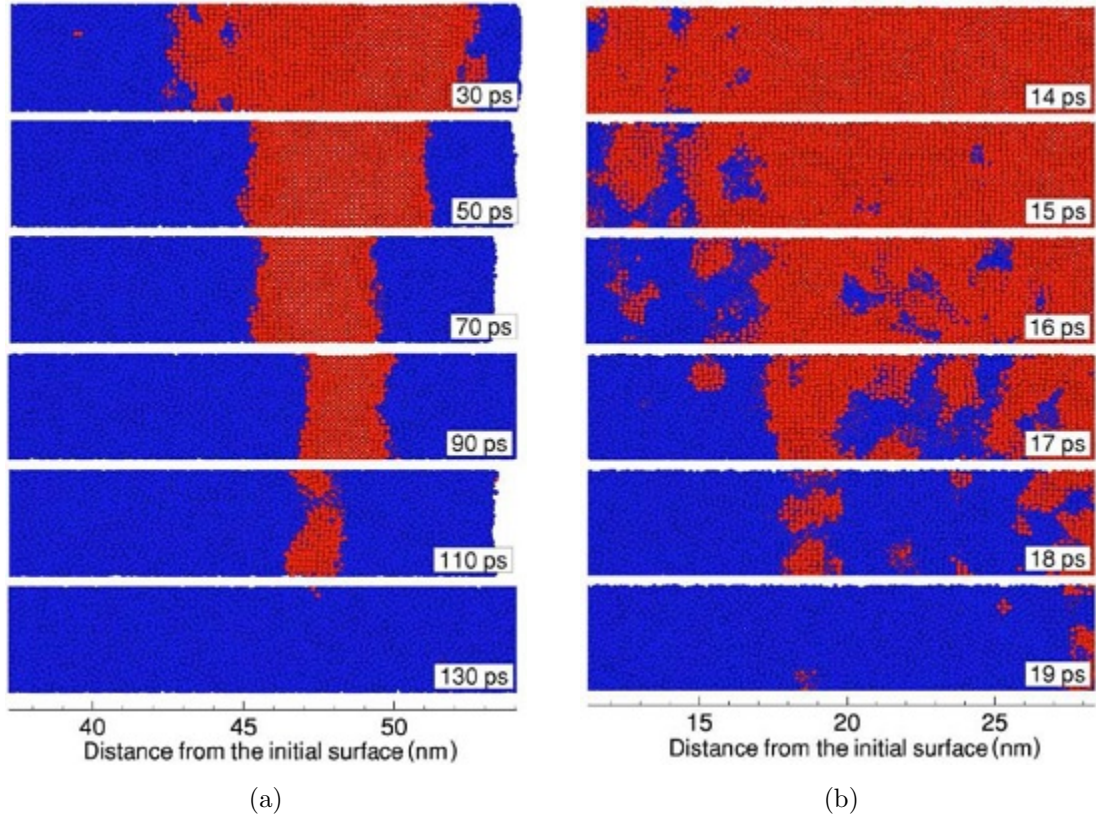 30 ps
50 ps
70 ps
90 ps
110 ps
130 ps
40 45 50
Distance from the initial surface (nm)
(a)
14 ps
15 ps
16 ps
17 ps
18 ps
19 ps
15 20 25
Distance from the initial surface (nm)
(b)